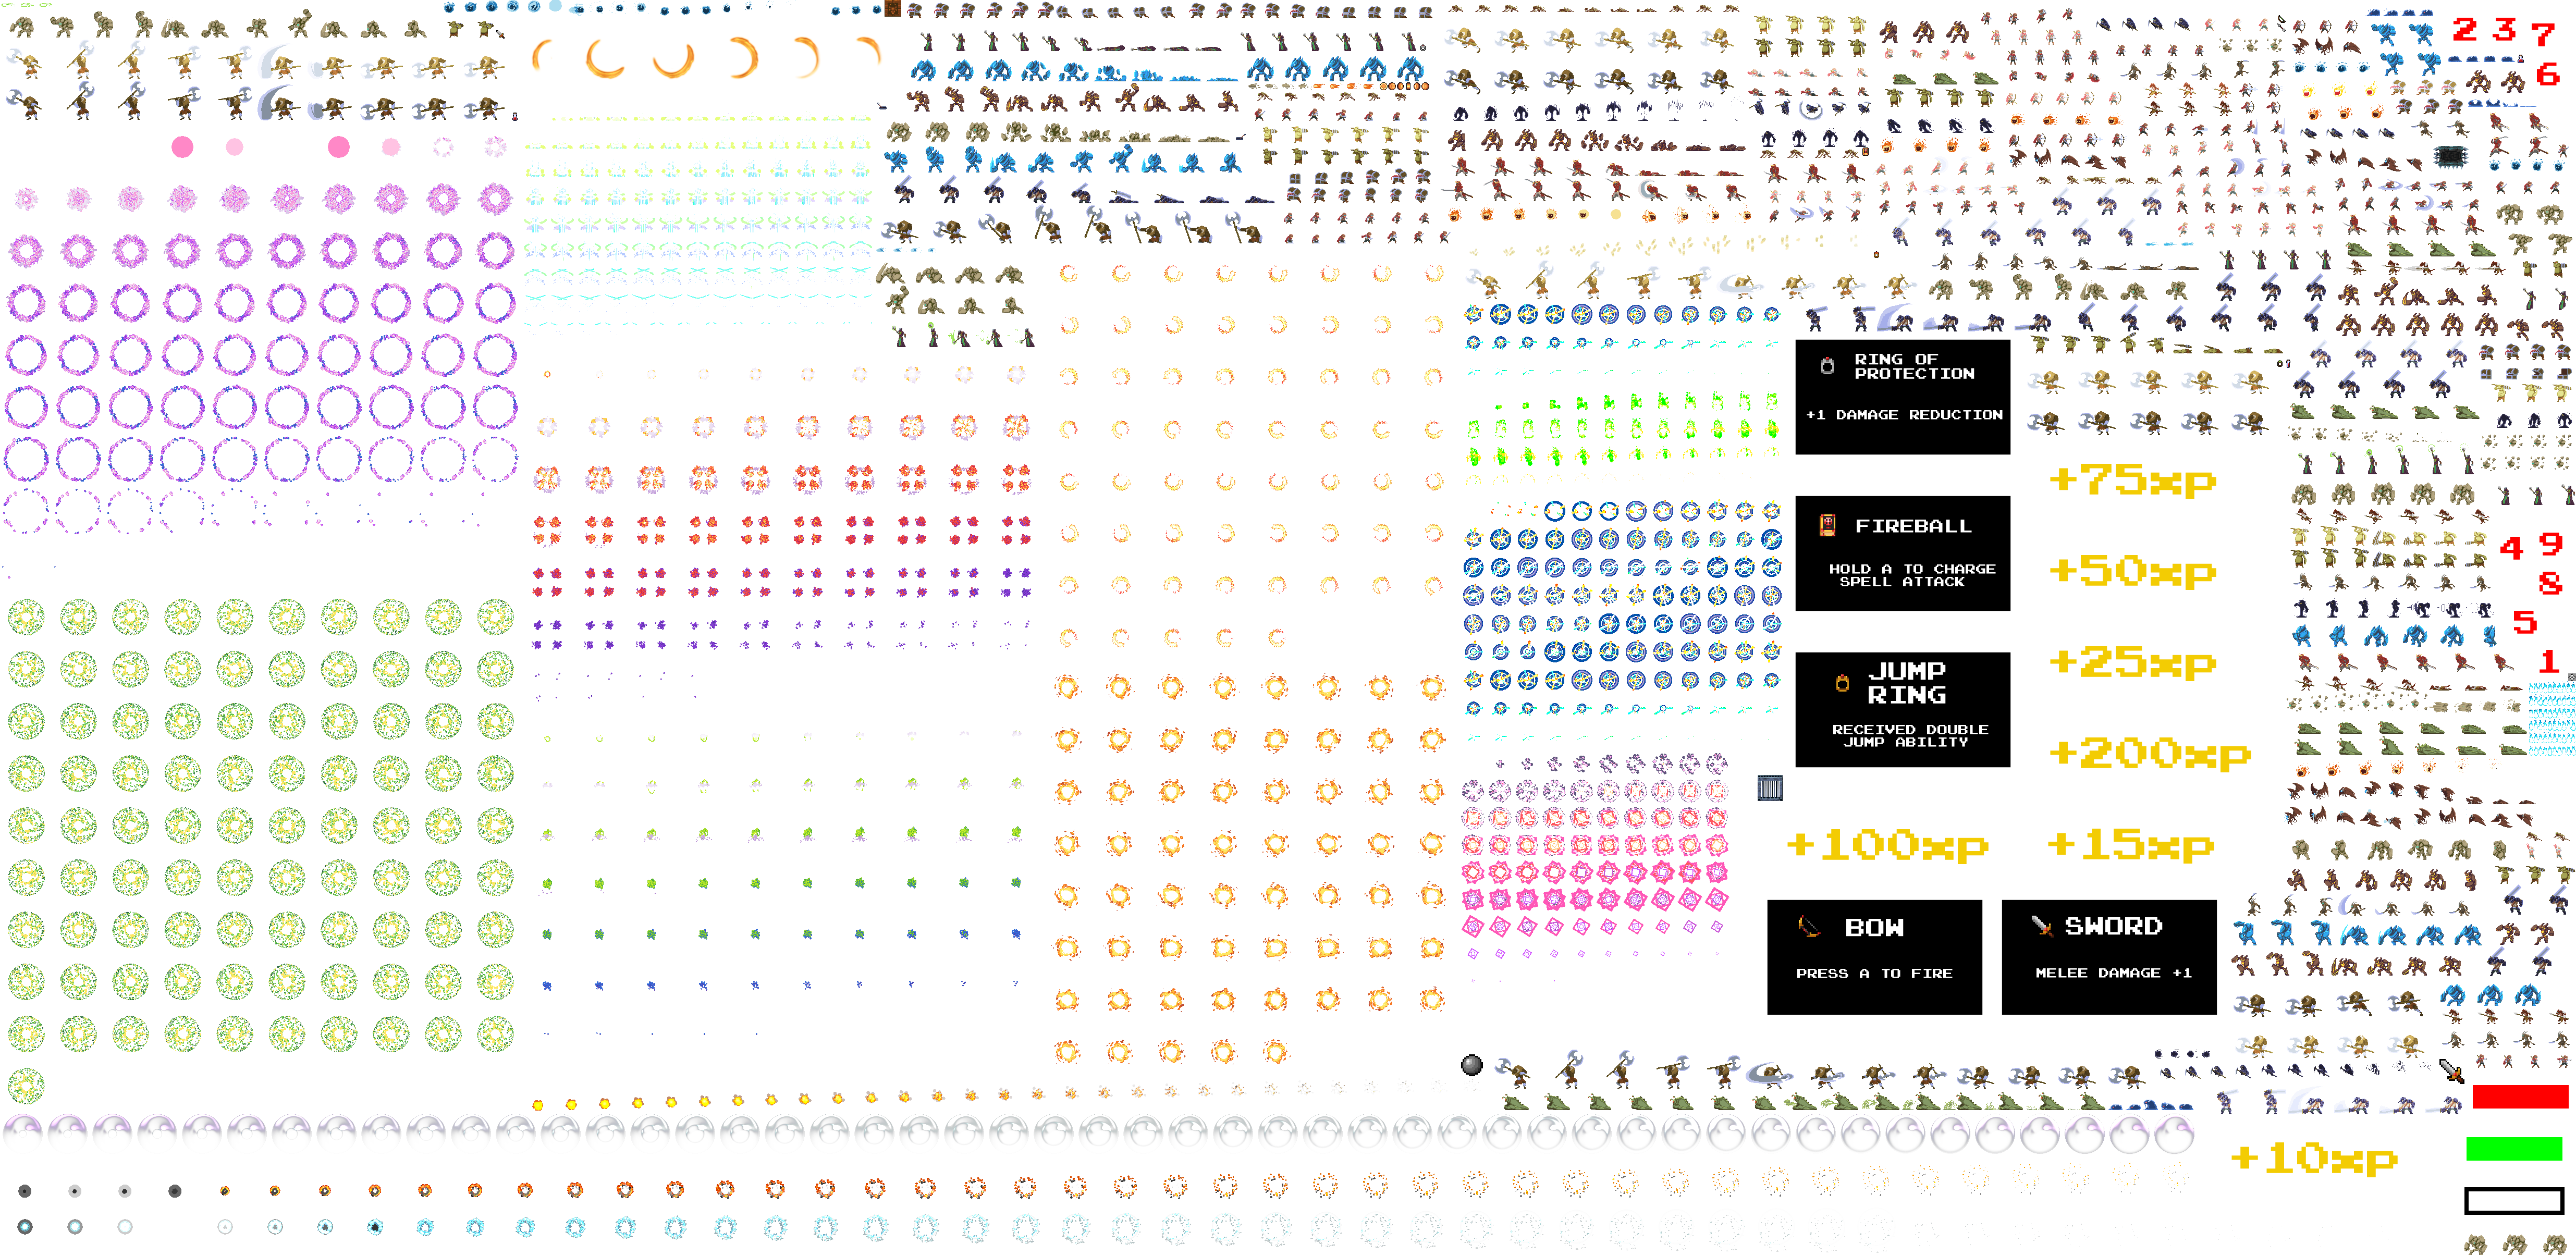 2 3 7
6
RING OF
PROTECTION
+1 DAMAGE REDUCTION
+75xp
FIREBALL
HOLD A TO CHARGE
SPELL ATTACK
+50xp
4 9
8
5
1
JUMP
RING
RECEIVED DOUBLE
JUMP ABILITY
+25xp
+200xp
+100xp
+15xp
BOW
PRESS A TO FIRE
SWORD
MELEE DAMAGE +1
+10xp